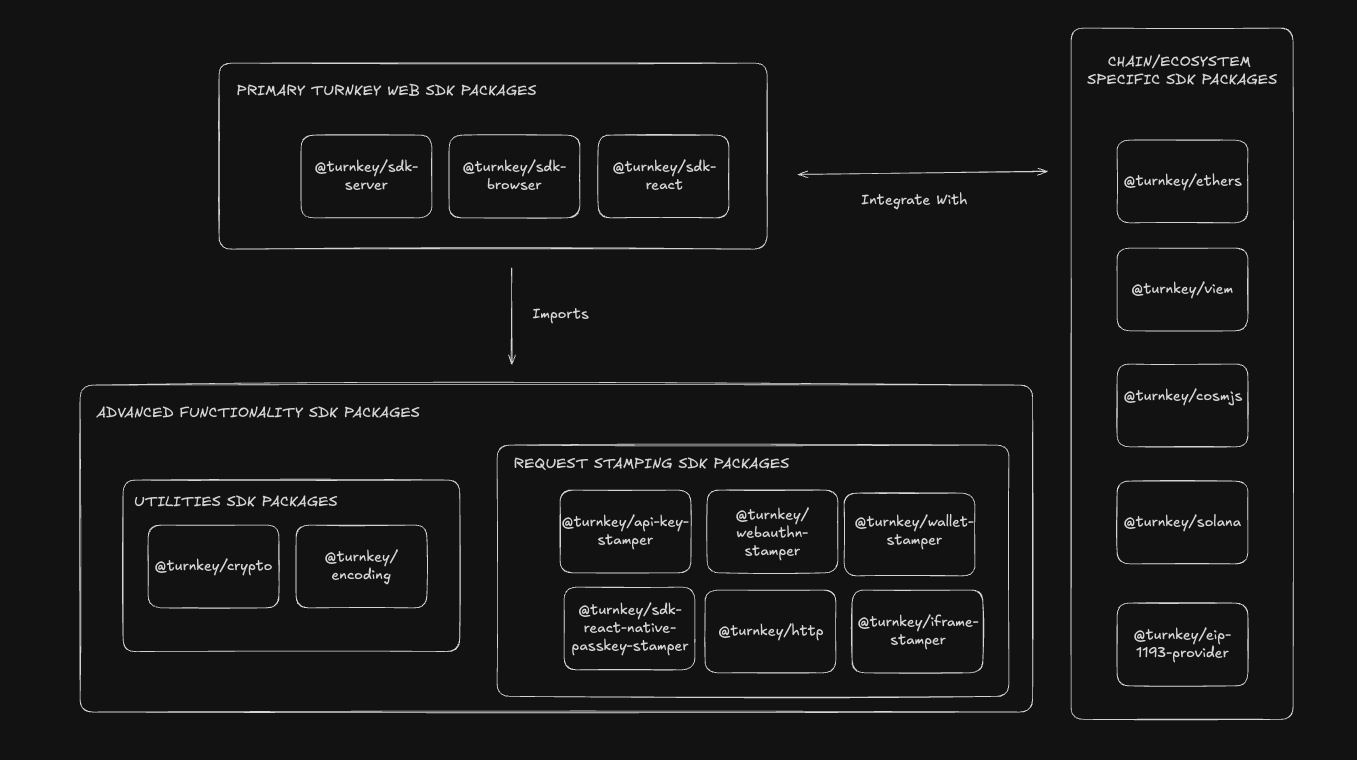 PRIMARY TURNKEY WEB SDK PACKAGES
@turnkey/sdk-
server
@turnkey/sdk-
browser
@turnkey/sdk-
react
Integrate With
Imports
CHAIN/ECOSYSTEM
SPECIFIC SDK PACKAGES
@turnkey/ethers
@turnkey/viem
@turnkey/cosmjs
@turnkey/solana
@turnkey/eip-
1193-provider
ADVANCED FUNCTIONALITY SDK PACKAGES
UTILITIES SDK PACKAGES
@turnkey/crypto
@turnkey/
encoding
REQUEST STAMPING SDK PACKAGES
@turnkey/api-key-
stamper
@turnkey/
webauthn-
stamper
@turnkey/wallet-
stamper
@turnkey/sdk-
react-native-
passkey-stamper
@turnkey/http
@turnkey/iframe-
stamper